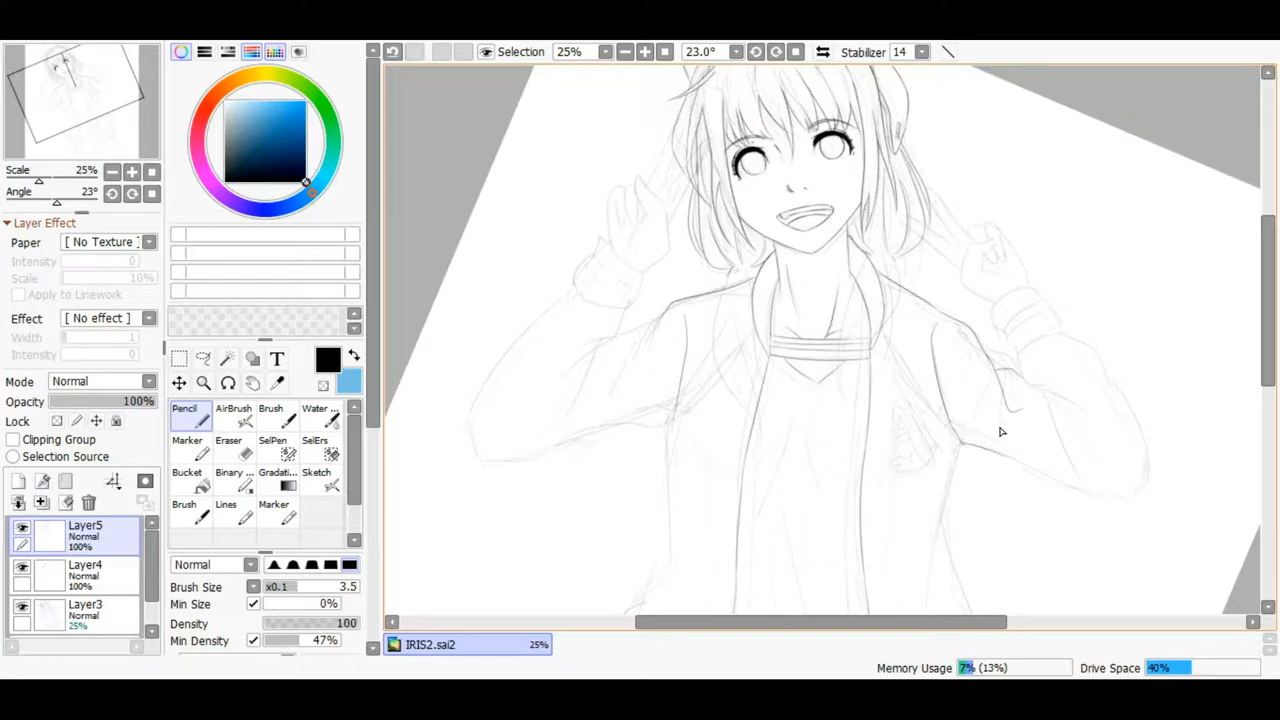 Selection 25% 23.0° Stabilizer 14
Scale 25%
Angle 23°
Layer Effect
Paper [ No Texture ]
Intensity 0
Scale 10%
Apply to Linework
Effect [ No effect ]
Width 1
Intensity 0
Mode Normal
Opacity 100%
Lock
Clipping Group
Selection Source
Layer5
Normal
100%
Layer4
Normal
100%
Layer3
Normal
25%
T
Pencil AirBrush Brush Water ...
Marker Eraser SelPen SelErs
Bucket Binary ... Gradati... Sketch
Brush Lines Marker
Normal
Brush Size x0.1 3.5
Min Size 0%
Density 100
Min Density 47%
IRIS2.sai2 25%
Memory Usage 7% (13%) Drive Space 40%